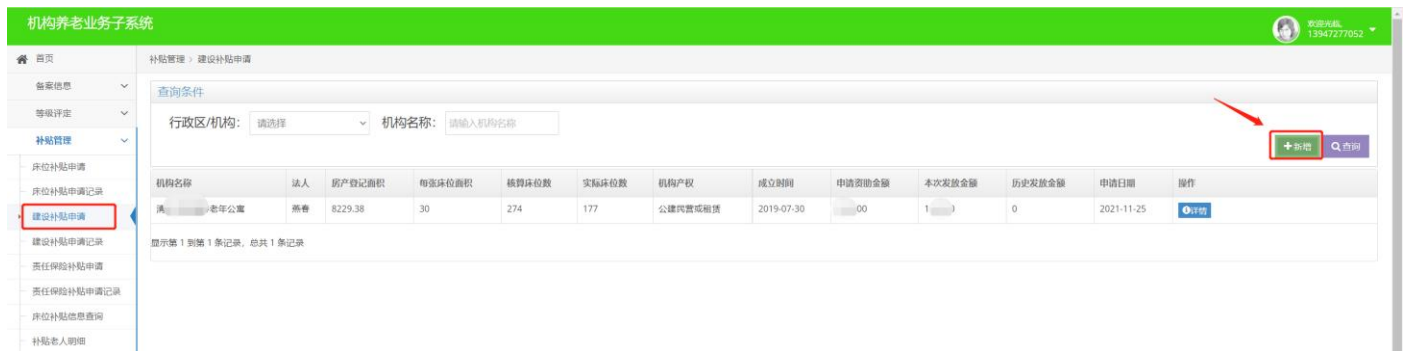 机构养老业务子系统
欢迎光临,
13947277052
首页
补贴管理 > 建设补贴申请
备案信息
等级评定
补贴管理
床位补贴申请
床位补贴申请记录
建设补贴申请
建设补贴申请记录
责任保险补贴申请
责任保险补贴申请记录
床位补贴信息查询
补贴老人明细
查询条件
行政区/机构: 请选择 机构名称: 请输入机构名称
新增 查询
机构名称 法人 房产登记面积 每张床位面积 核算床位数 实际床位数 机构产权 成立时间 申请资助金额 本次发放金额 历史发放金额 申请日期 操作
老年公寓 燕春 8229.38 30 274 177 公建民营或租赁 2019-07-30 00 1 0 2021-11-25 详情
显示第 1 到第 1 条记录, 总共 1 条记录